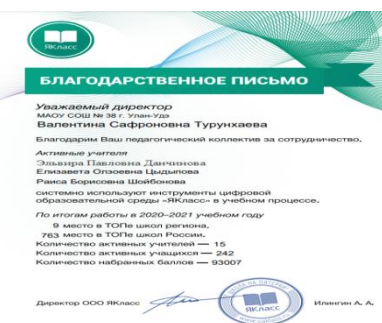 ЯКласс
БЛАГОДАРСТВЕННОЕ ПИСЬМО
Уважаемый директор
МАОУ СОШ № 38 г. Улан-Удэ
Валентина Сафроновна Турунхаева
Благодарим Ваш педагогический коллектив за сотрудничество.
Активные учителя
Эльвира Павловна Данчинова
Елизавета Олзоевна Цыдыпова
Раиса Борисовна Шойбонова
системно используют инструменты цифровой
образовательной среды «ЯКласс» в учебном процессе.
По итогам работы в 2020–2021 учебном году
9 место в ТОПе школ региона,
763 место в ТОПе школ России.
Количество активных учителей — 15
Количество активных учащихся — 242
Количество набранных баллов — 93007
Директор ООО ЯКласс
ЯКласс
Илингин А. А.